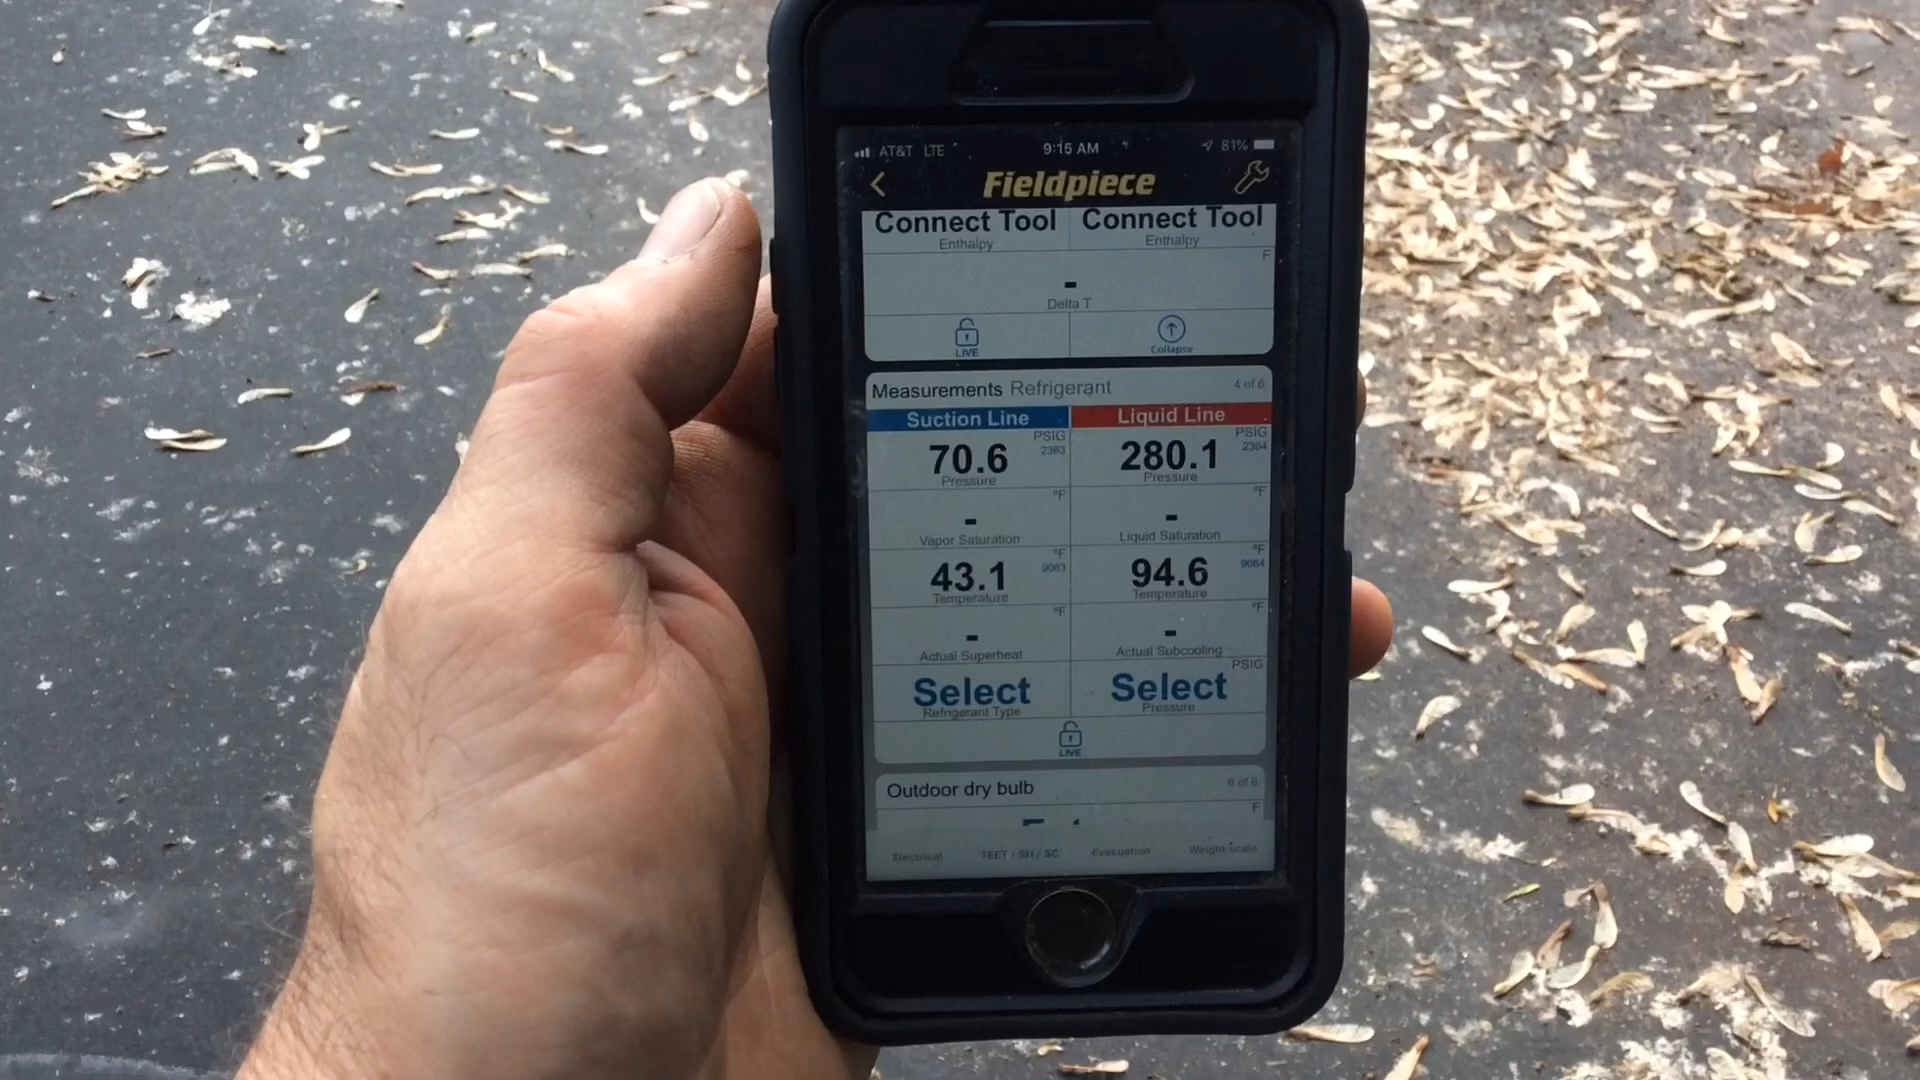 AT&T LTE 9:15 AM 81%
Fieldpiece
Connect Tool Connect Tool
Enthalpy Enthalpy
F
-
Delta T
LIVE Collapse
Measurements Refrigerant 4 of 6
Suction Line Liquid Line
PSIG PSIG
70.6 2363 280.1 2364
Pressure Pressure
°F °F
- -
Vapor Saturation Liquid Saturation
°F °F
43.1 9063 94.6 9064
Temperature Temperature
°F °F
- -
Actual Superheat Actual Subcooling
PSIG
Select Select
Refrigerant Type Pressure
LIVE
Outdoor dry bulb 6 of 6
F
Electrical TEET / SH / SC Evacuation Weight scale